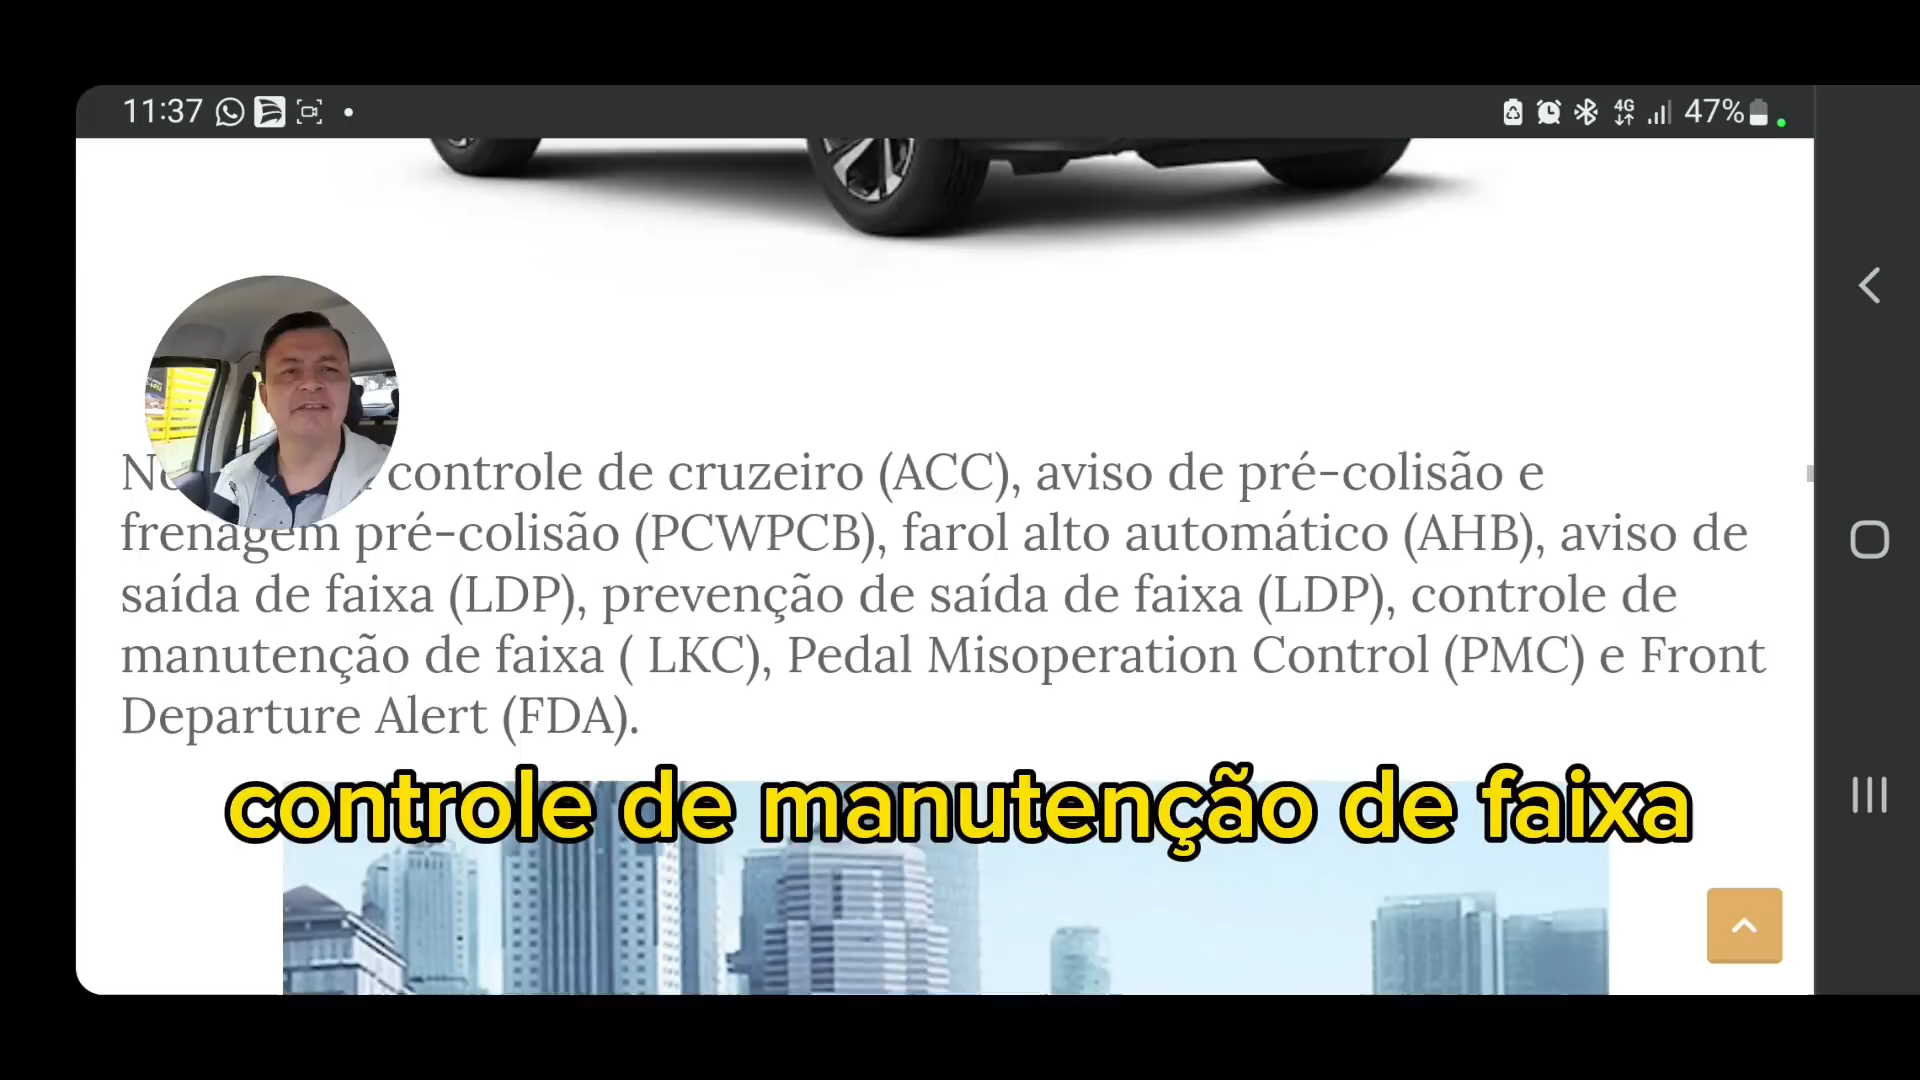 11:37
4G
47%
controle de cruzeiro (ACC), aviso de pré-colisão e
frenagem pré-colisão (PCWPCB), farol alto automático (AHB), aviso de
saída de faixa (LDP), prevenção de saída de faixa (LDP), controle de
manutenção de faixa ( LKC), Pedal Misoperation Control (PMC) e Front
Departure Alert (FDA).
controle de manutenção de faixa